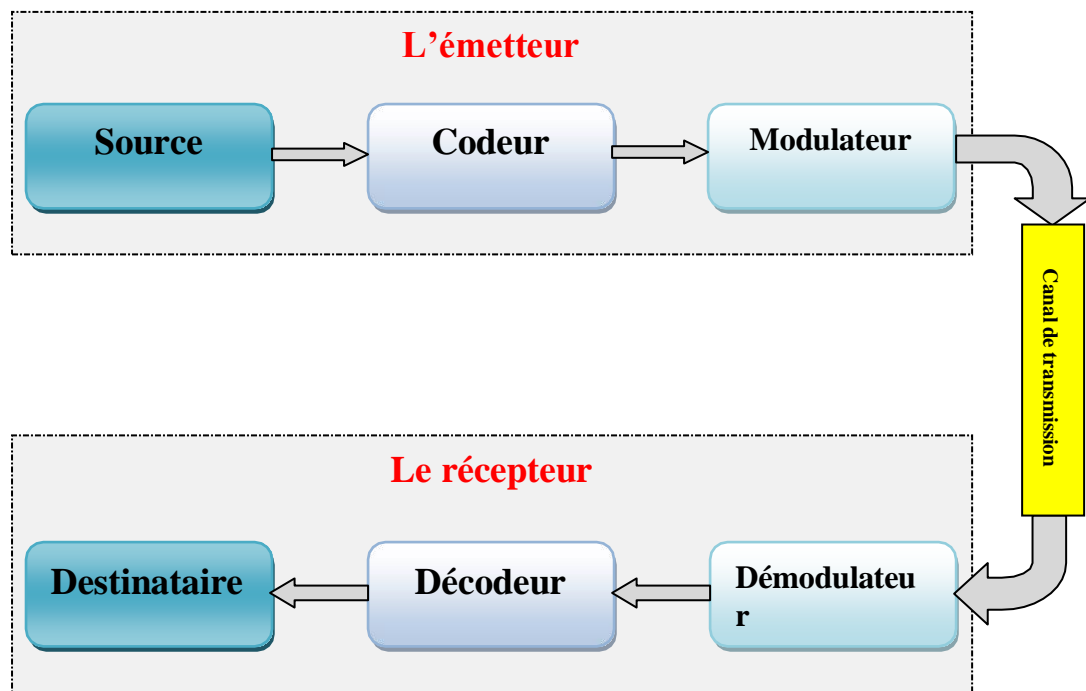 L’émetteur
Source
Codeur
Modulateur
Canal de transmission
Le récepteur
Destinataire
Décodeur
Démodulateu
r